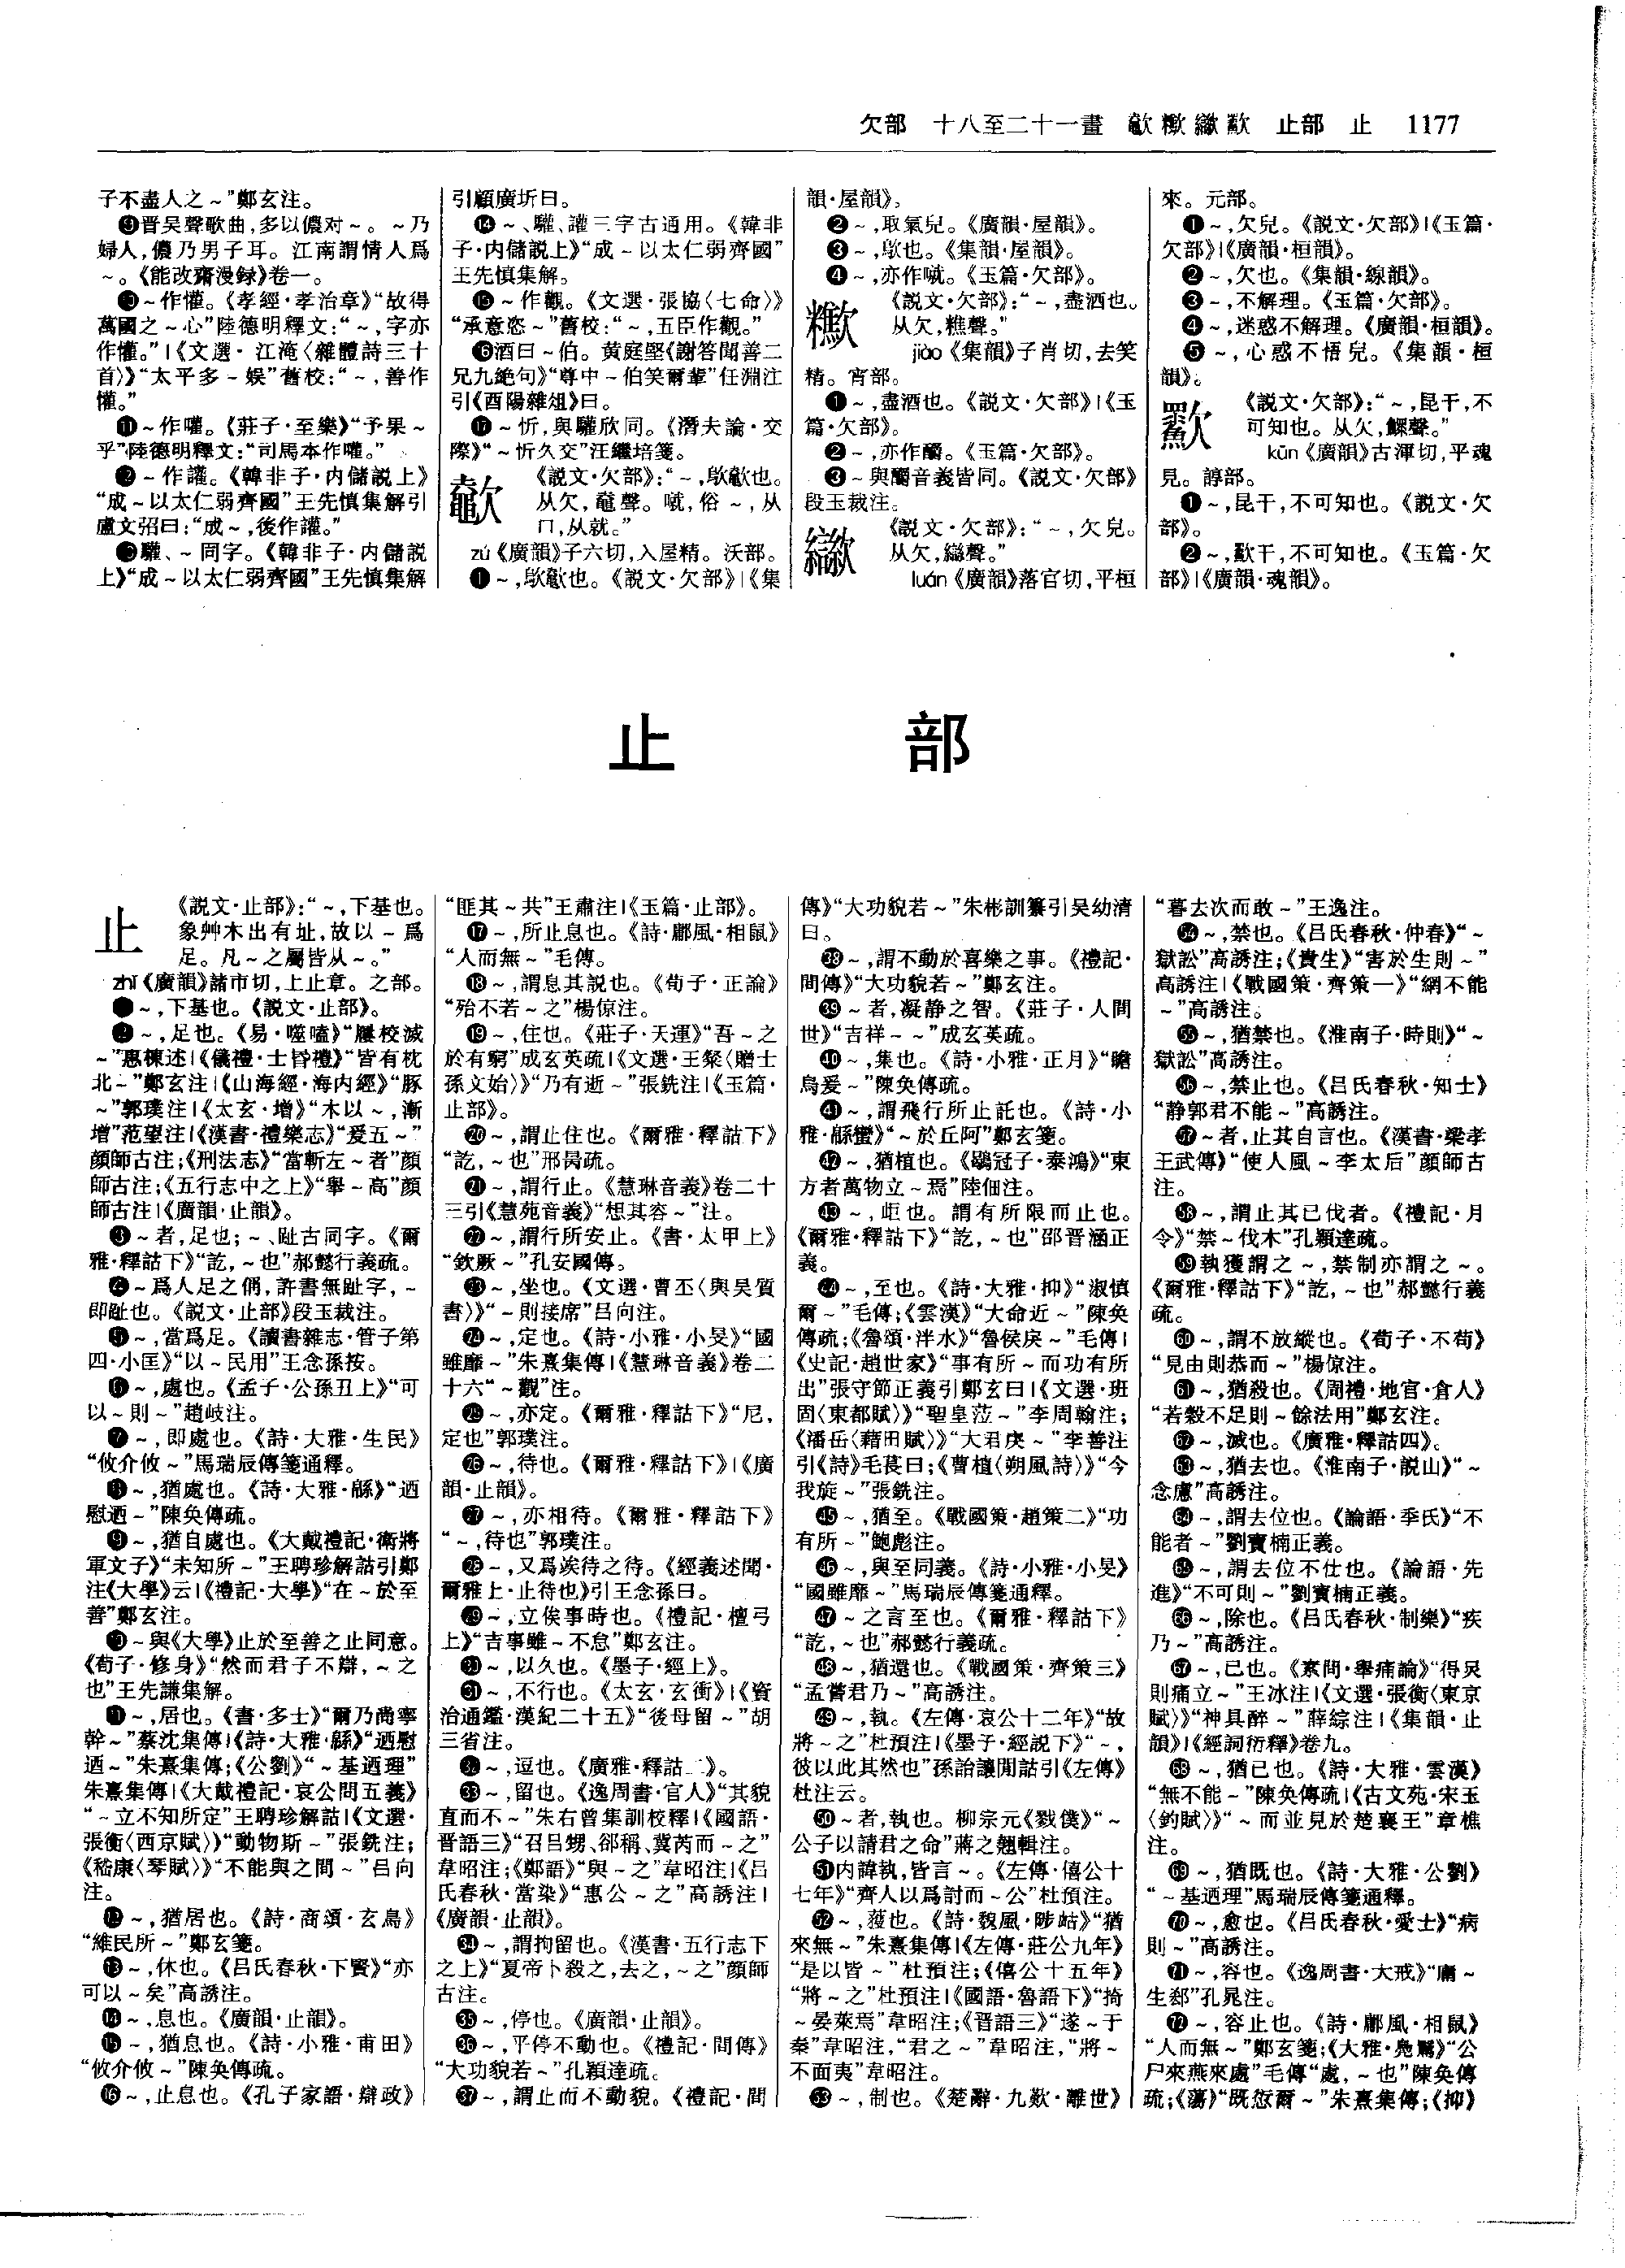 欠部　十八至二十一畫　歜𣤶𣤵歠　止部　止　1177
子不盡人之～”鄭玄注。
❾晋吴聲歌曲,多以儂对～。～乃
婦人,儂乃男子耳。江南謂情人爲
～。《能改齋漫録》卷一。
❿～作懽。《孝經·孝治章》“故得
萬國之～心”陸德明釋文:“～,字亦
作懽。”|《文選·江淹〈雜體詩三十
首〉》“太平多～娱”舊校:“～,善作
懽。”
⓫～作嚾。《莊子·至樂》“予果～
乎”陸德明釋文:“司馬本作嚾。”
⓬～作讙。《韓非子·内儲説上》
“成～以太仁弱齊國”王先慎集解引
盧文弨曰:“成～,後作讙。”
⓭驩、～同字。《韓非子·内儲説
上》“成～以太仁弱齊國”王先慎集解
引顧廣圻曰。
⓮～、驩、讙三字古通用。《韓非
子·内儲説上》“成～以太仁弱齊國”
王先慎集解。
⓯～作觀。《文選·張協〈七命〉》
“承意恣～”舊校:“～,五臣作觀。”
⓰酒曰～伯。黄庭堅《謝答聞善二
兄九絶句》“尊中～伯笑爾輩”任淵注
引《酉陽雜俎》曰。
⓱～忻,與驩欣同。《潛夫論·交
際》“～忻久交”汪繼培箋。
《説文·欠部》:“～,歍歜也。
从欠,鼀聲。噈,俗～,从
口,从就。”
zú《廣韻》子六切,入屋精。沃部。
韻·屋韻》。
❷～,取氣皃。《廣韻·屋韻》。
❸～,歍也。《集韻·屋韻》。
❹～,亦作噈。《玉篇·欠部》。
《説文·欠部》:“～,盡酒也。
从欠,糕聲。”
jiào《集韻》子肖切,去笑
精。宵部。
❶～,盡酒也。《説文·欠部》|《玉
篇·欠部》。
❷～,亦作釂。《玉篇·欠部》。
❸～與釂音義皆同。《説文·欠部》
段玉裁注。
《説文·欠部》:“～,欠皃。
从欠,䜌聲。”
luán《廣韻》落官切,平桓
來。元部。
❶～,欠皃。《説文·欠部》|《玉篇·
欠部》|《廣韻·桓韻》。
❷～,欠也。《集韻·線韻》。
❸～,不解理。《玉篇·欠部》。
❹～,迷惑不解理。《廣韻·桓韻》。
❺～,心惑不悟皃。《集韻·桓
韻》。
《説文·欠部》:“～,昆干,不
可知也。从欠,鰥聲。”
kūn《廣韻》古渾切,平魂
見。諄部。
❶～,昆干,不可知也。《説文·欠
部》。
❷～,歠干,不可知也。《玉篇·欠
部》|《廣韻·魂韻》。
止　部
止
《説文·止部》:“～,下基也。
象艸木出有址,故以～爲
足。凡～之屬皆从～。”
zhǐ《廣韻》諸市切,上止章。之部。
❶～,下基也。《説文·止部》。
❷～,足也。《易·噬嗑》“屨校滅
～”惠棟述|《儀禮·士昏禮》“皆有枕
北～”鄭玄注|《山海經·海内經》“豚
～”郭璞注|《太玄·增》“木以～,漸
增”范望注|《漢書·禮樂志》“爰五～”
顔師古注;《刑法志》“當斬左～者”顔
師古注;《五行志中之上》“舉～高”顔
師古注|《廣韻·止韻》。
❸～者,足也;～、趾古同字。《爾
雅·釋詁下》“訖,～也”郝懿行義疏。
❹～爲人足之偁,許書無趾字,～
即趾也。《説文·止部》段玉裁注。
❺～,當爲足。《讀書雜志·管子第
四·小匡》“以～民用”王念孫按。
❻～,處也。《孟子·公孫丑上》“可
以～則～”趙岐注。
❼～,即處也。《詩·大雅·生民》
“攸介攸～”馬瑞辰傳箋通釋。
❽～,猶處也。《詩·大雅·緜》“迺
慰迺～”陳奂傳疏。
❾～,猶自處也。《大戴禮記·衛將
軍文子》“未知所～”王聘珍解詁引鄭
注《大學》云|《禮記·大學》“在～於至
善”鄭玄注。
❿～與《大學》止於至善之止同意。
《荀子·修身》“然而君子不辯,～之
也”王先謙集解。
⓫～,居也。《書·多士》“爾乃尚寧
幹～”蔡沈集傳|《詩·大雅·緜》“迺慰
迺～”朱熹集傳;《公劉》“～基迺理”
朱熹集傳|《大戴禮記·哀公問五義》
“～立不知所定”王聘珍解詁|《文選·
張衡〈西京賦〉》“動物斯～”張銑注;
《嵇康〈琴賦〉》“不能與之間～”吕向
注。
⓬～,猶居也。《詩·商頌·玄鳥》
“維民所～”鄭玄箋。
⓭～,休也。《吕氏春秋·下賢》“亦
可以～矣”高誘注。
⓮～,息也。《廣韻·止韻》。
⓯～,猶息也。《詩·小雅·甫田》
“攸介攸～”陳奂傳疏。
⓰～,止息也。《孔子家語·辯政》
“匪其～共”王肅注|《玉篇·止部》。
⓱～,所止息也。《詩·鄘風·相鼠》
“人而無～”毛傳。
⓲～,謂息其説也。《荀子·正論》
“殆不若～之”楊倞注。
⓳～,住也。《莊子·天運》“吾～之
於有窮”成玄英疏|《文選·王粲〈贈士
孫文始〉》“乃有逝～”張銑注|《玉篇·
止部》。
⓴～,謂止住也。《爾雅·釋詁下》
“訖,～也”邢昺疏。
㉑～,謂行止。《慧琳音義》卷二十
三引《慧苑音義》“想其容～”注。
㉒～,謂行所安止。《書·太甲上》
“欽厥～”孔安國傳。
㉓～,坐也。《文選·曹丕〈與吴質
書〉》“～則接席”吕向注。
㉔～,定也。《詩·小雅·小旻》“國
雖靡～”朱熹集傳|《慧琳音義》卷二
十六“～觀”注。
㉕～,亦定。《爾雅·釋詁下》“尼,
定也”郭璞注。
㉖～,待也。《爾雅·釋詁下》|《廣
韻·止韻》。
㉗～,亦相待。《爾雅·釋詁下》
“～,待也”郭璞注。
㉘～,又爲竢待之待。《經義述聞·
爾雅上·止待也》引王念孫曰。
㉙～,立俟事時也。《禮記·檀弓
上》“吉事雖～不怠”鄭玄注。
㉚～,以久也。《墨子·經上》。
㉛～,不行也。《太玄·玄衝》|《資
治通鑑·漢紀二十五》“後母留～”胡
三省注。
㉜～,逗也。《廣雅·釋詁二》。
㉝～,留也。《逸周書·官人》“其貌
直而不～”朱右曾集訓校釋|《國語·
晋語三》“召吕甥、郤稱、冀芮而～之”
韋昭注;《鄭語》“與～之”韋昭注|《吕
氏春秋·當染》“惠公～之”高誘注|
《廣韻·止韻》。
㉞～,謂拘留也。《漢書·五行志下
之上》“夏帝卜殺之,去之,～之”顔師
古注。
㉟～,停也。《廣韻·止韻》。
㊱～,平停不動也。《禮記·間傳》
“大功貌若～”孔穎達疏。
㊲～,謂止而不動貌。《禮記·間
傳》“大功貌若～”朱彬訓纂引吴幼清
曰。
㊳～,謂不動於喜樂之事。《禮記·
間傳》“大功貌若～”鄭玄注。
㊴～者,凝静之智。《莊子·人間
世》“吉祥～～”成玄英疏。
㊵～,集也。《詩·小雅·正月》“瞻
烏爰～”陳奂傳疏。
㊶～,謂飛行所止託也。《詩·小
雅·緜蠻》“～於丘阿”鄭玄箋。
㊷～,猶植也。《鶡冠子·泰鴻》“東
方者萬物立～焉”陸佃注。
㊸～,歫也。謂有所限而止也。
《爾雅·釋詁下》“訖,～也”邵晋涵正
義。
㊹～,至也。《詩·大雅·抑》“淑慎
爾～”毛傳;《雲漢》“大命近～”陳奂
傳疏;《魯頌·泮水》“魯侯戾～”毛傳|
《史記·趙世家》“事有所～而功有所
出”張守節正義引鄭玄曰|《文選·班
固〈東都賦〉》“聖皇蒞～”李周翰注;
《潘岳〈藉田賦〉》“大君戾～”李善注
引《詩》毛萇曰;《曹植〈朔風詩〉》“今
我旋～”張銑注。
㊺～,猶至。《戰國策·趙策二》“功
有所～”鮑彪注。
㊻～,與至同義。《詩·小雅·小旻》
“國雖靡～”馬瑞辰傳箋通釋。
㊼～之言至也。《爾雅·釋詁下》
“訖,～也”郝懿行義疏。
㊽～,猶還也。《戰國策·齊策三》
“孟嘗君乃～”高誘注。
㊾～,執。《左傳·哀公十二年》“故
將～之”杜預注|《墨子·經説下》“～,
彼以此其然也”孫詒讓閒詁引《左傳》
杜注云。
㊿～者,執也。柳宗元《戮僕》“～
公子以請君之命”蔣之翹輯注。
51内諱執,皆言～。《左傳·僖公十
七年》“齊人以爲討而～公”杜預注。
52～,獲也。《詩·魏風·陟岵》“猶
來無～”朱熹集傳|《左傳·莊公九年》
“是以皆～”杜預注;《僖公十五年》
“將～之”杜預注|《國語·魯語下》“掎
～晏萊焉”韋昭注;《晋語三》“遂～于
秦”韋昭注,“君之～”韋昭注,“將～
不面夷”韋昭注。
53～,制也。《楚辭·九歎·離世》
“暮去次而敢～”王逸注。
54～,禁也。《吕氏春秋·仲春》“～
獄訟”高誘注;《貴生》“害於生則～”
高誘注|《戰國策·齊策一》“網不能
～”高誘注。
55～,猶禁也。《淮南子·時則》“～
獄訟”高誘注。
56～,禁止也。《吕氏春秋·知士》
“静郭君不能～”高誘注。
57～者,止其自言也。《漢書·梁孝
王武傳》“使人風～李太后”顔師古
注。
58～,謂止其已伐者。《禮記·月
令》“禁～伐木”孔穎達疏。
59執獲謂之～,禁制亦謂之～。
《爾雅·釋詁下》“訖,～也”郝懿行義
疏。
60～,謂不放縱也。《荀子·不苟》
“見由則恭而～”楊倞注。
61～,猶殺也。《周禮·地官·倉人》
“若穀不足則～餘法用”鄭玄注。
62～,滅也。《廣雅·釋詁四》。
63～,猶去也。《淮南子·説山》“～
念慮”高誘注。
64～,謂去位也。《論語·季氏》“不
能者～”劉寶楠正義。
65～,謂去位不仕也。《論語·先
進》“不可則～”劉寶楠正義。
66～,除也。《吕氏春秋·制樂》“疾
乃～”高誘注。
67～,已也。《素問·舉痛論》“得炅
則痛立～”王冰注|《文選·張衡〈東京
賦〉》“神具醉～”薛綜注|《集韻·止
韻》|《經詞衍釋》卷九。
68～,猶已也。《詩·大雅·雲漢》
“無不能～”陳奂傳疏|《古文苑·宋玉
〈釣賦〉》“～而並見於楚襄王”章樵
注。
69～,猶既也。《詩·大雅·公劉》
“～基迺理”馬瑞辰傳箋通釋。
70～,愈也。《吕氏春秋·愛士》“病
則～”高誘注。
71～,容也。《逸周書·大戒》“庸～
生郄”孔晁注。
72～,容止也。《詩·鄘風·相鼠》
“人而無～”鄭玄箋;《大雅·鳧鷖》“公
尸來燕來處”毛傳“處,～也”陳奂傳
疏;《蕩》“既愆爾～”朱熹集傳;《抑》